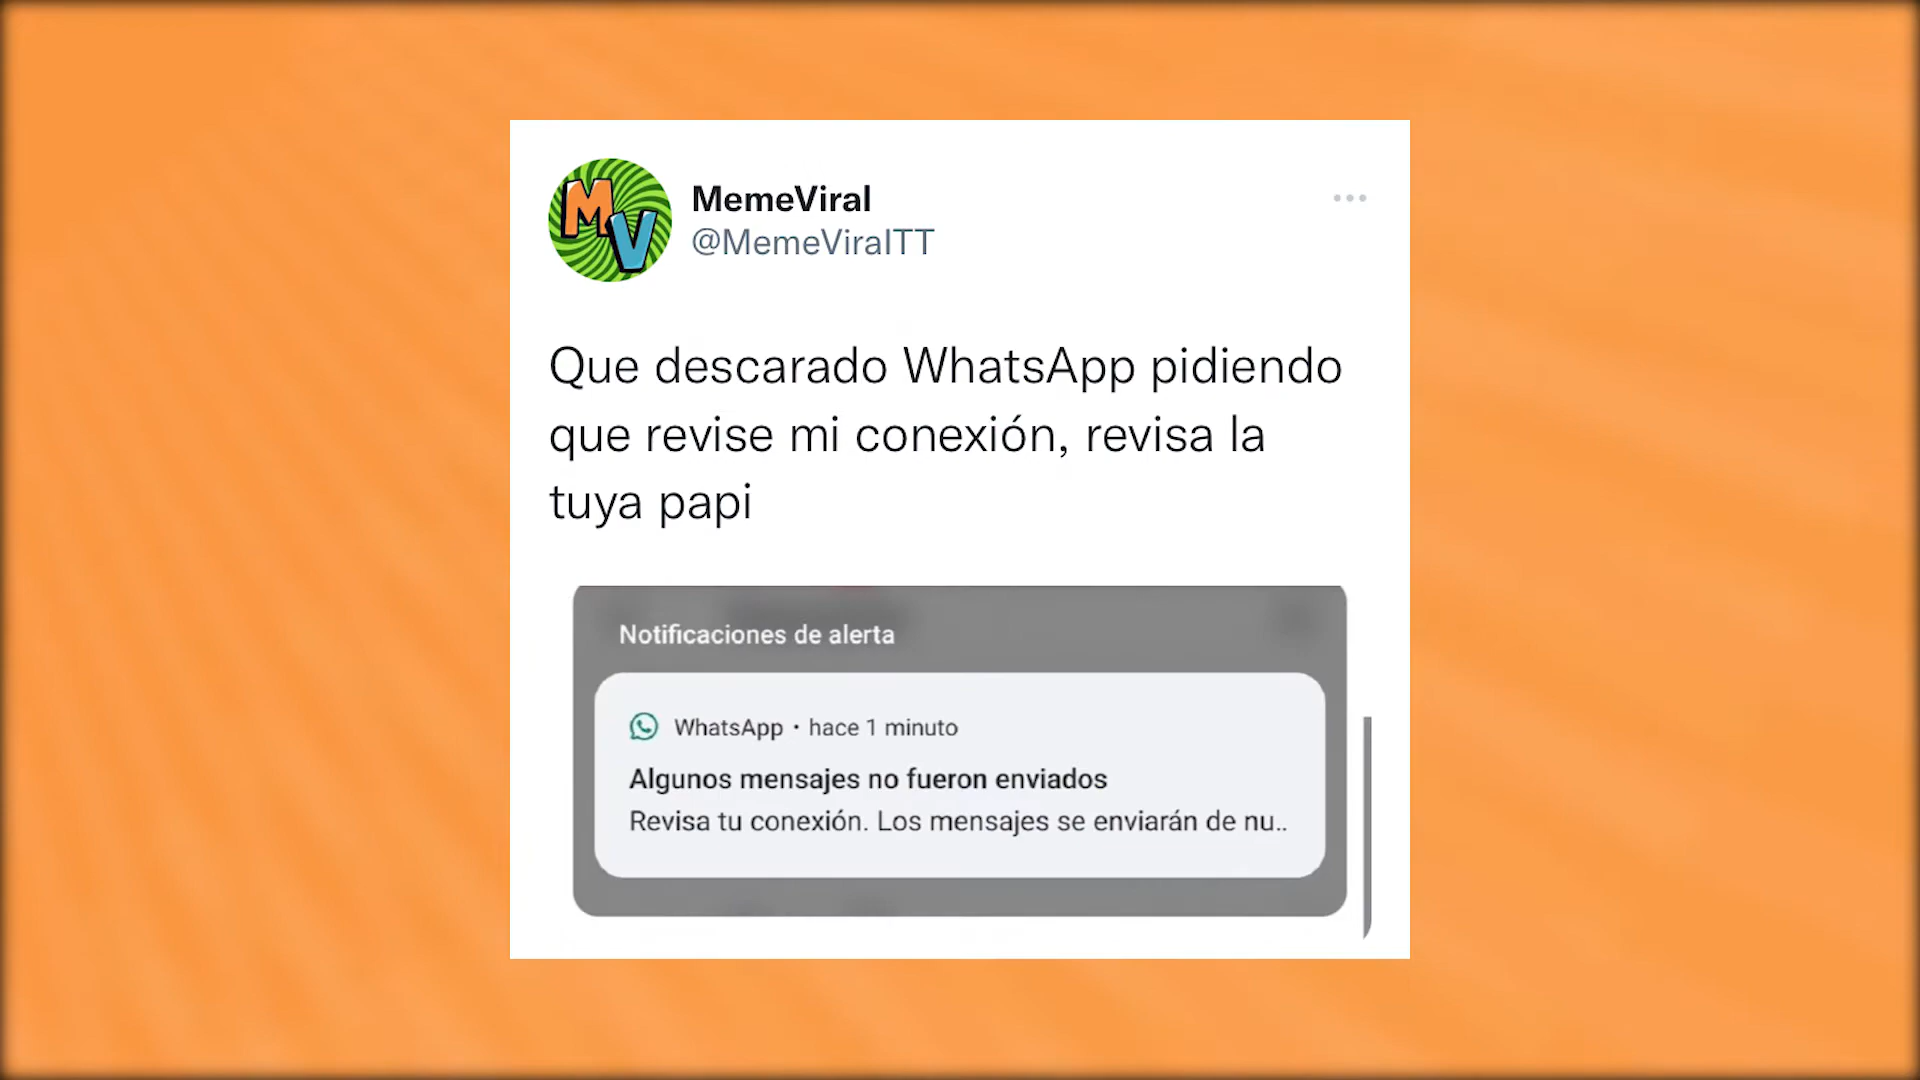 MV
MemeViral
@MemeViralTT
Que descarado WhatsApp pidiendo
que revise mi conexión, revisa la
tuya papi
Notificaciones de alerta
WhatsApp • hace 1 minuto
Algunos mensajes no fueron enviados
Revisa tu conexión. Los mensajes se enviarán de nu..